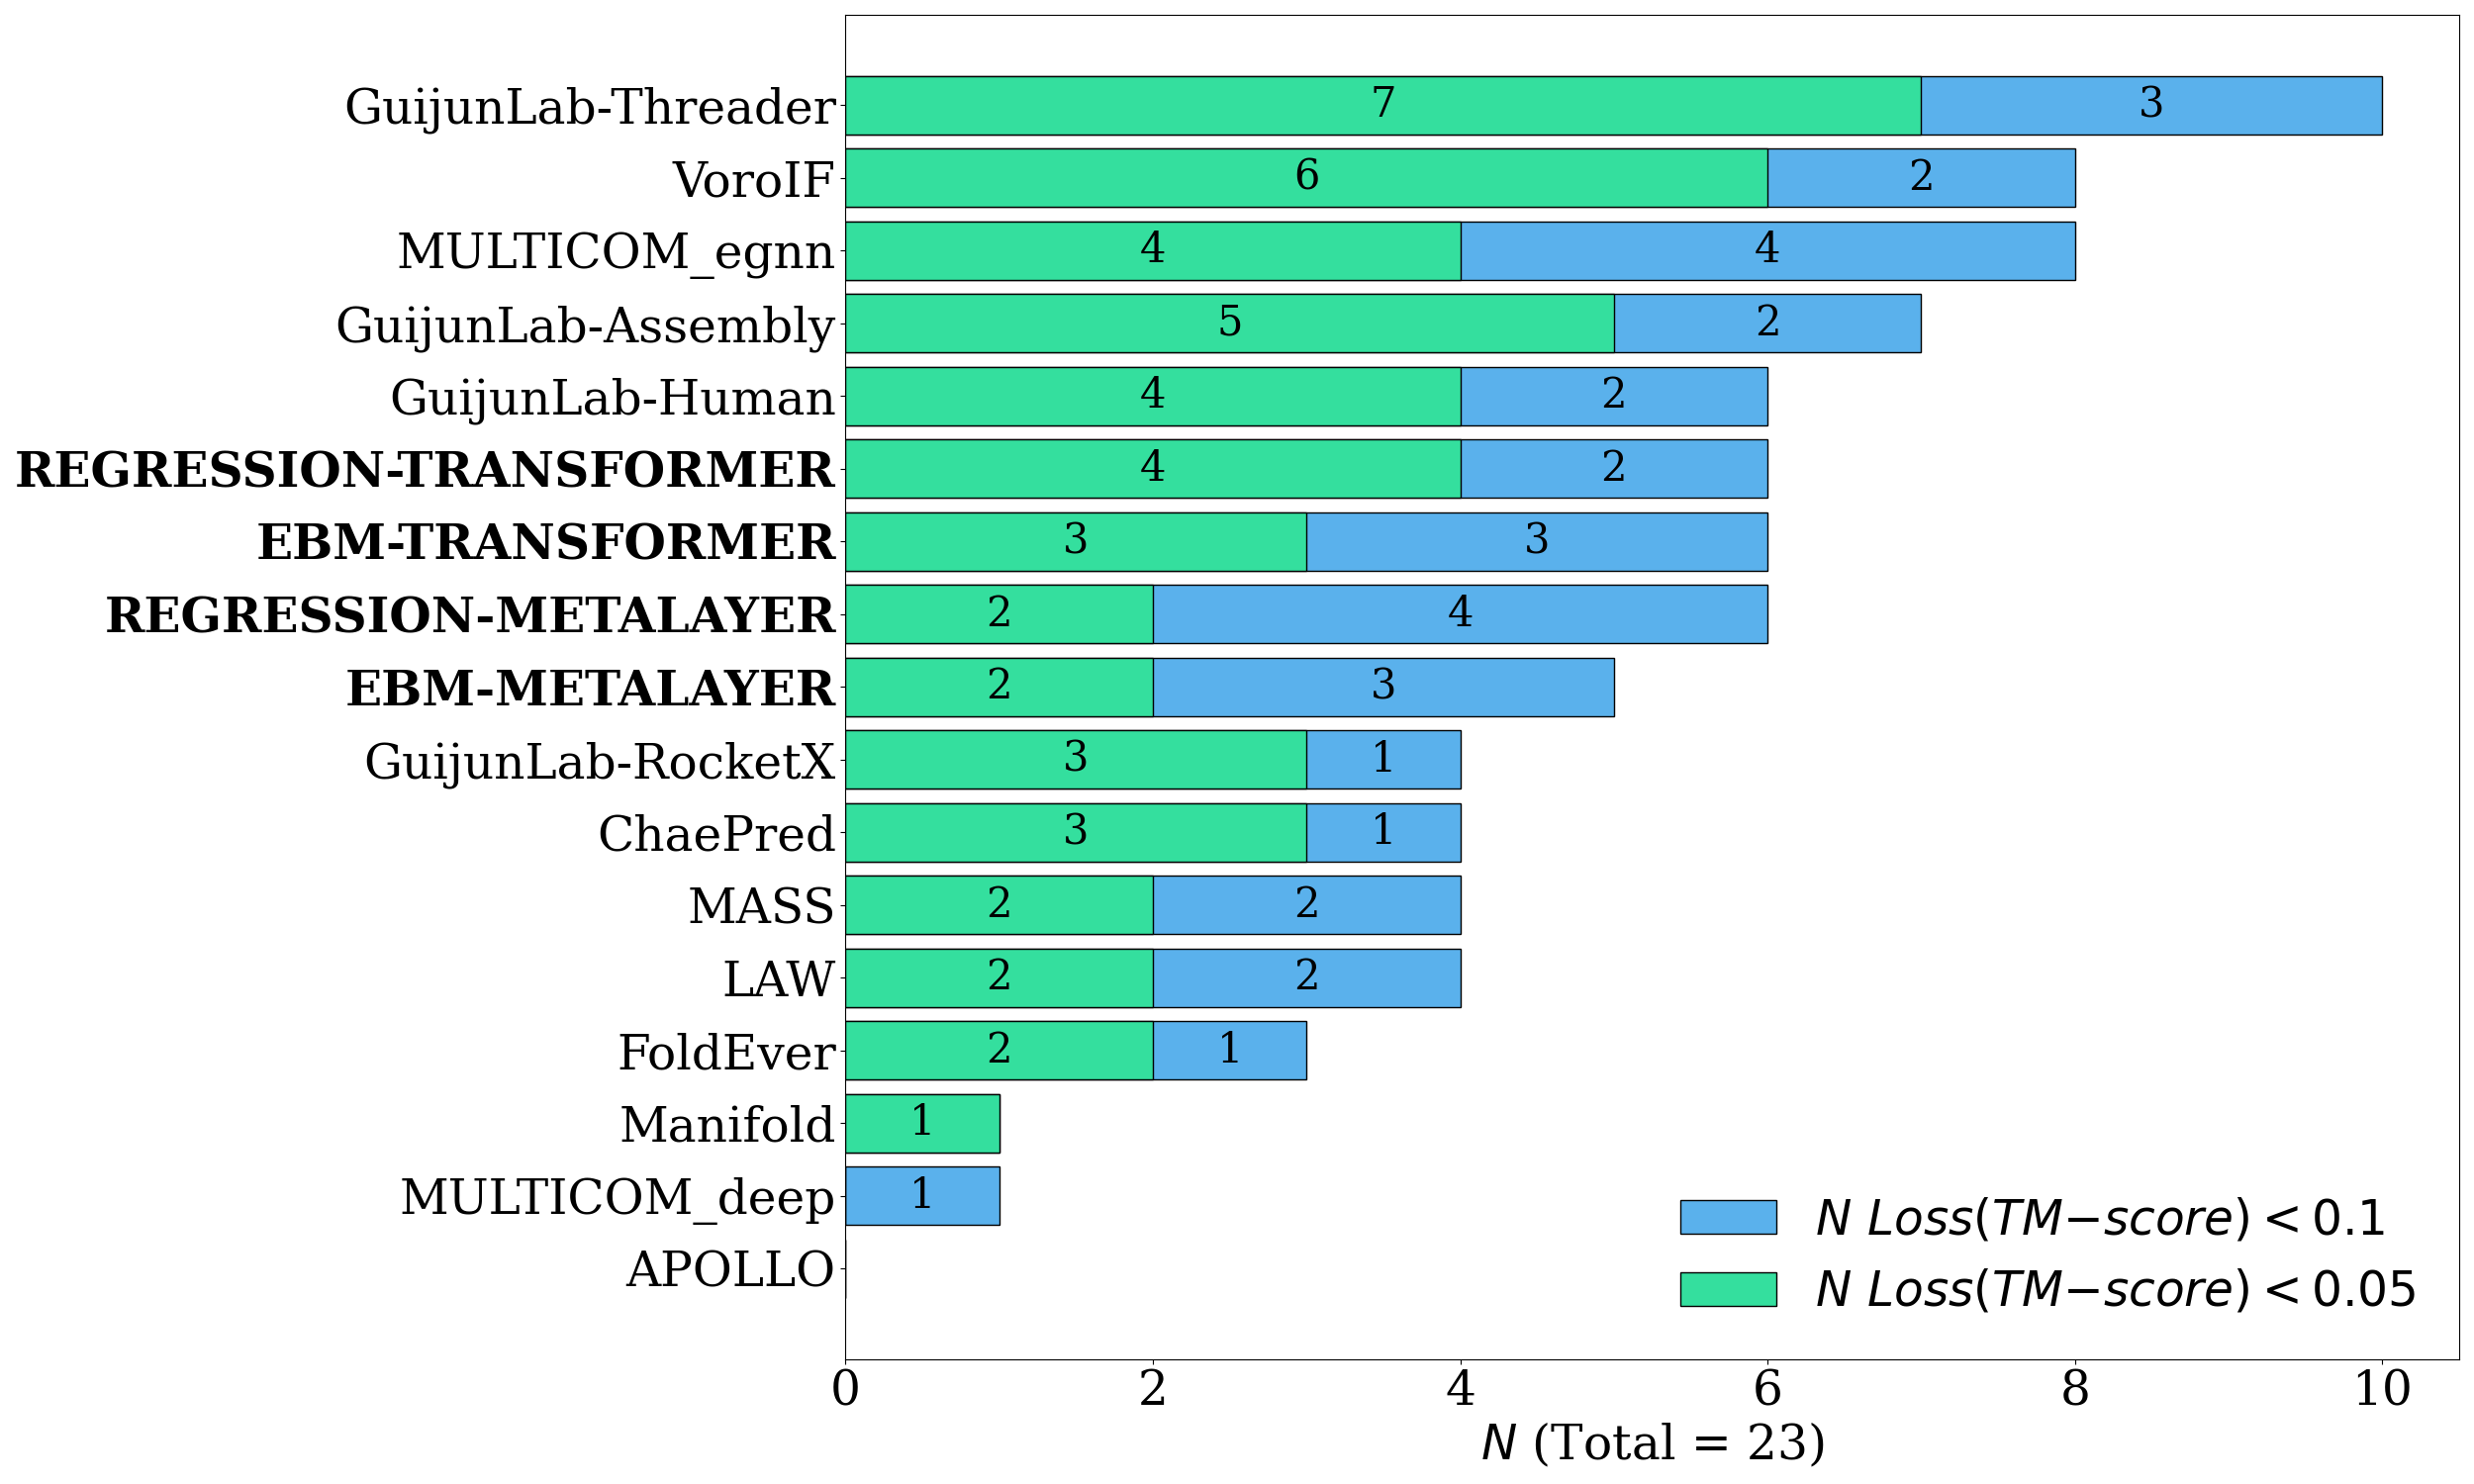 GuijunLab-Threader 7 3
VoroIF 6 2
MULTICOM_egnn 4 4
GuijunLab-Assembly 5 2
GuijunLab-Human 4 2
REGRESSION-TRANSFORMER 4 2
EBM-TRANSFORMER 3 3
REGRESSION-METALAYER 2 4
EBM-METALAYER 2 3
GuijunLab-RocketX 3 1
ChaePred 3 1
MASS 2 2
LAW 2 2
FoldEver 2 1
Manifold 1
MULTICOM_deep 1
APOLLO
N Loss(TM−score) < 0.1
N Loss(TM−score) < 0.05
0 2 4 6 8 10
N (Total = 23)